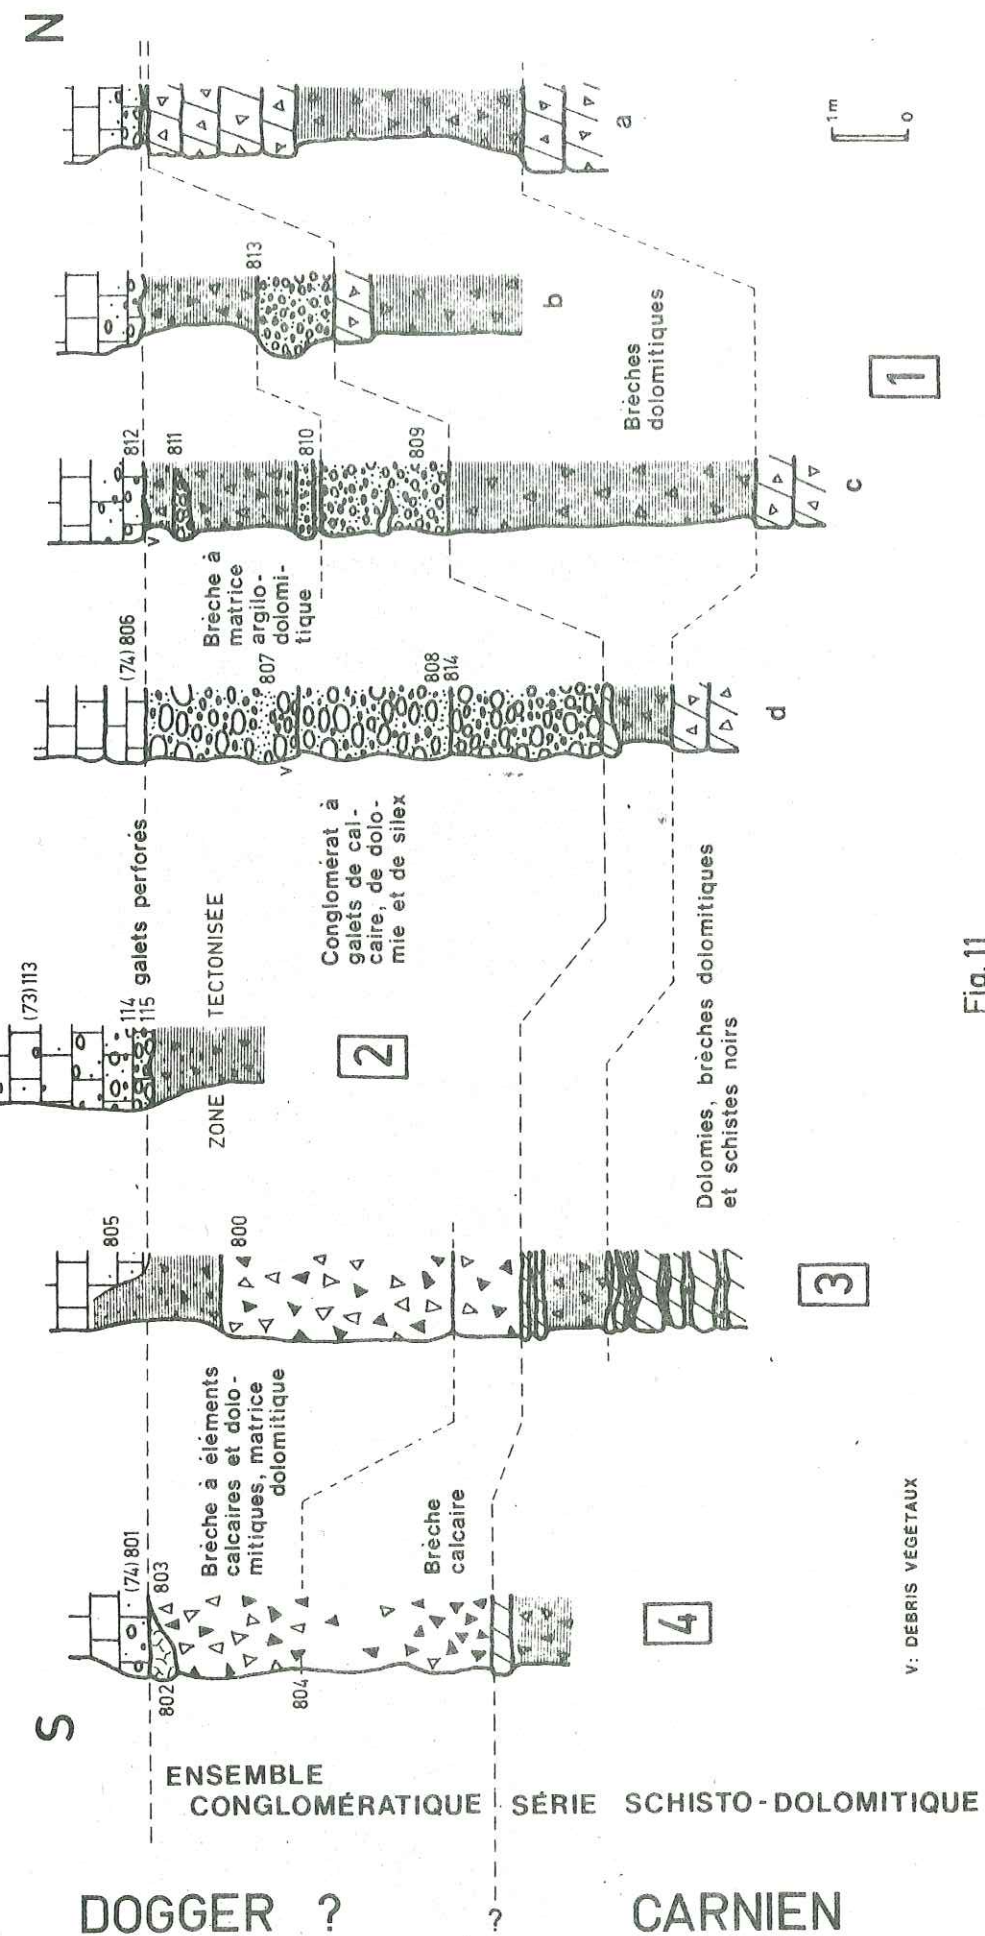 S
N
DOGGER ?
?
CARNIEN
ENSEMBLE
CONGLOMÉRATIQUE
SÉRIE SCHISTO-DOLOMITIQUE
(74)801
803
802
804
Brèche à éléments
calcaires et dolo-
mitiques, matrice
dolomitique
Brèche
calcaire
4
V: DÉBRIS VÉGÉTAUX
805
800
3
Dolomies, brèches dolomitiques
et schistes noirs
(73)113
114
115 galets perforés
ZONE TECTONISÉE
2
Conglomérat à
galets de cal-
caire, de dolo-
mie et de silex
(74)806
807
808
814
v
d
Brèche à
matrice
argilo-
dolomi-
tique
812
811
810
809
v
c
Brèches
dolomitiques
1
813
b
a
1m
0
Fig. 11